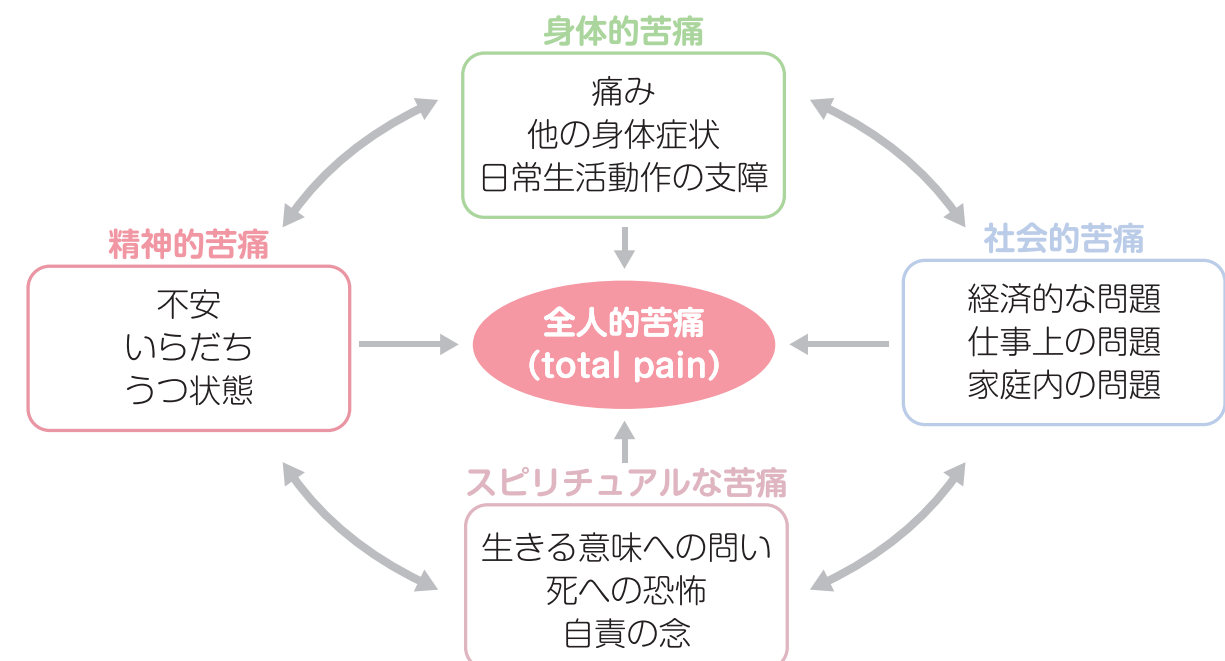 身体的苦痛
痛み
他の身体症状
日常生活動作の支障
精神的苦痛
不安
いらだち
うつ状態
社会的苦痛
経済的な問題
仕事上の問題
家庭内の問題
全人的苦痛
(total pain)
スピリチュアルな苦痛
生きる意味への問い
死への恐怖
自責の念